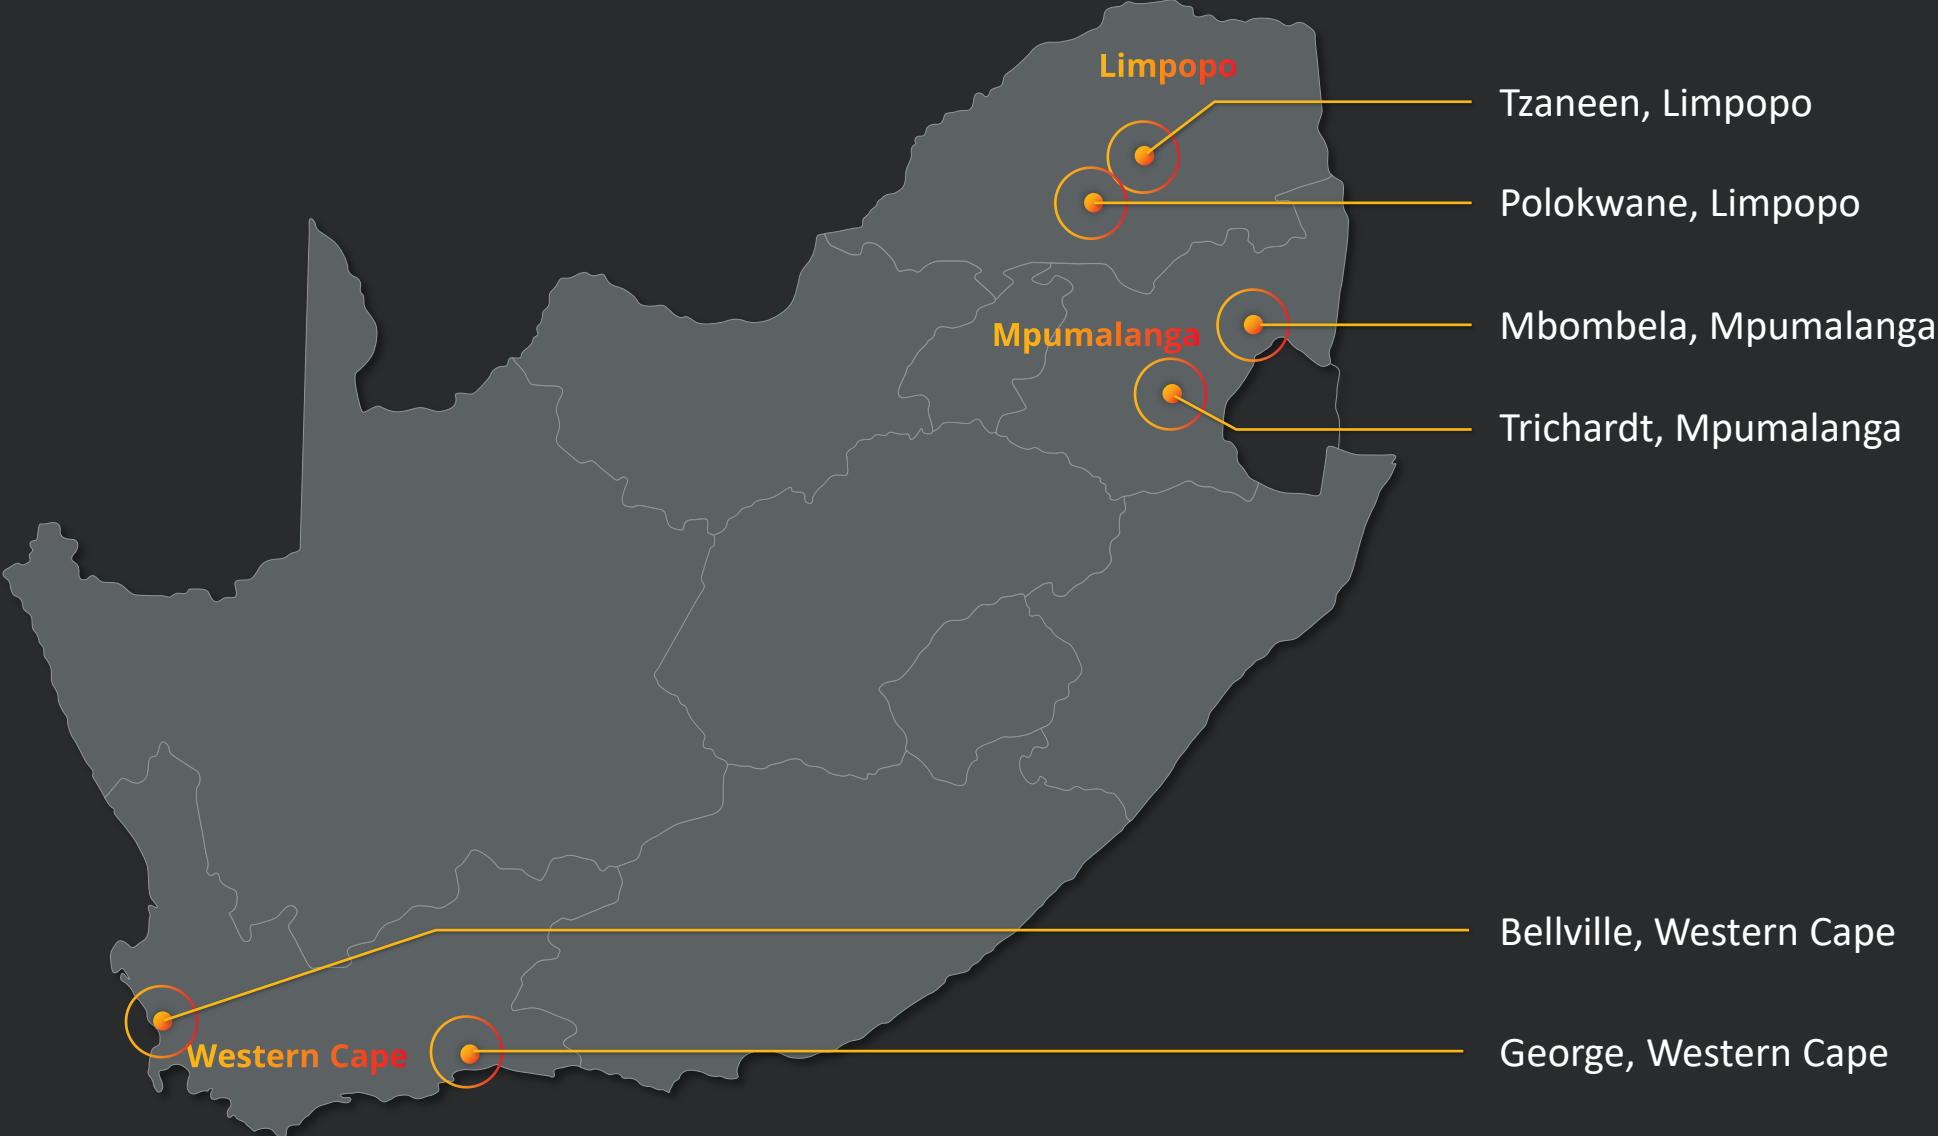 Limpopo
Tzaneen, Limpopo
Polokwane, Limpopo
Mpumalanga
Mbombela, Mpumalanga
Trichardt, Mpumalanga
Bellville, Western Cape
Western Cape
George, Western Cape